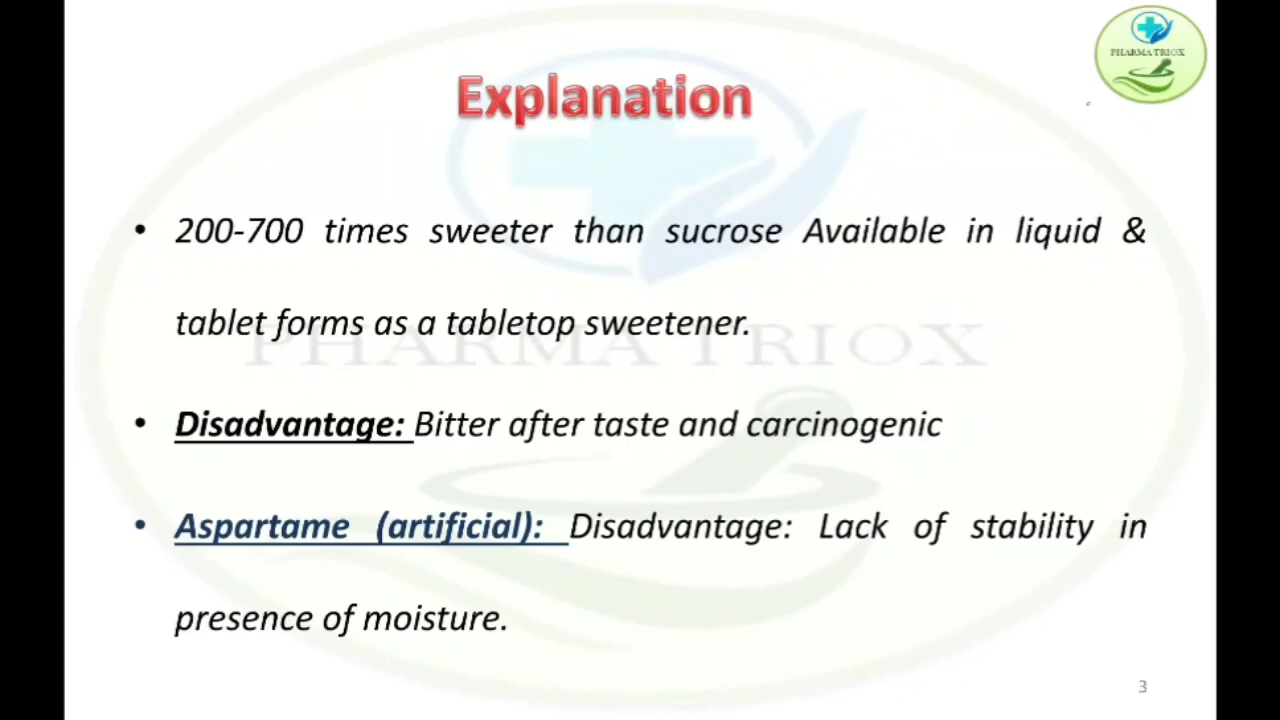 PHARMA TRIOX
Explanation
• 200-700 times sweeter than sucrose Available in liquid &
tablet forms as a tabletop sweetener.
PHARMA TRIOX
• Disadvantage: Bitter after taste and carcinogenic
• Aspartame (artificial): Disadvantage: Lack of stability in
presence of moisture.
3